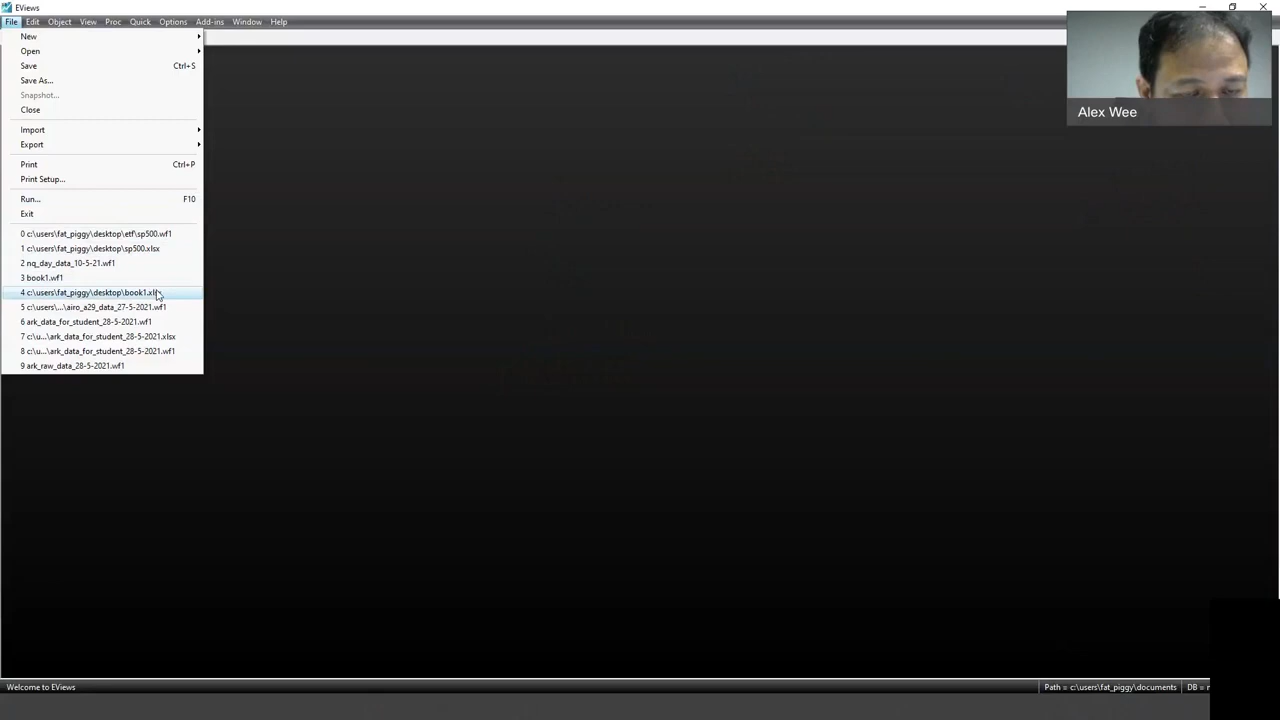 EViews
File Edit Object View Proc Quick Options Add-ins Window Help
New
Open
Save Ctrl+S
Save As...
Snapshot...
Close
Import
Export
Print Ctrl+P
Print Setup...
Run... F10
Exit
0 c:\users\fat_piggy\desktop\etf\sp500.wf1
1 c:\users\fat_piggy\desktop\sp500.xlsx
2 nq_day_data_10-5-21.wf1
3 book1.wf1
4 c:\users\fat_piggy\desktop\book1.xlsx
5 c:\users\...\airo_a29_data_27-5-2021.wf1
6 ark_data_for_student_28-5-2021.wf1
7 c:\u...\ark_data_for_student_28-5-2021.xlsx
8 c:\u...\ark_data_for_student_28-5-2021.wf1
9 ark_raw_data_28-5-2021.wf1
Alex Wee
Welcome to EViews
Path = c:\users\fat_piggy\documents
DB =